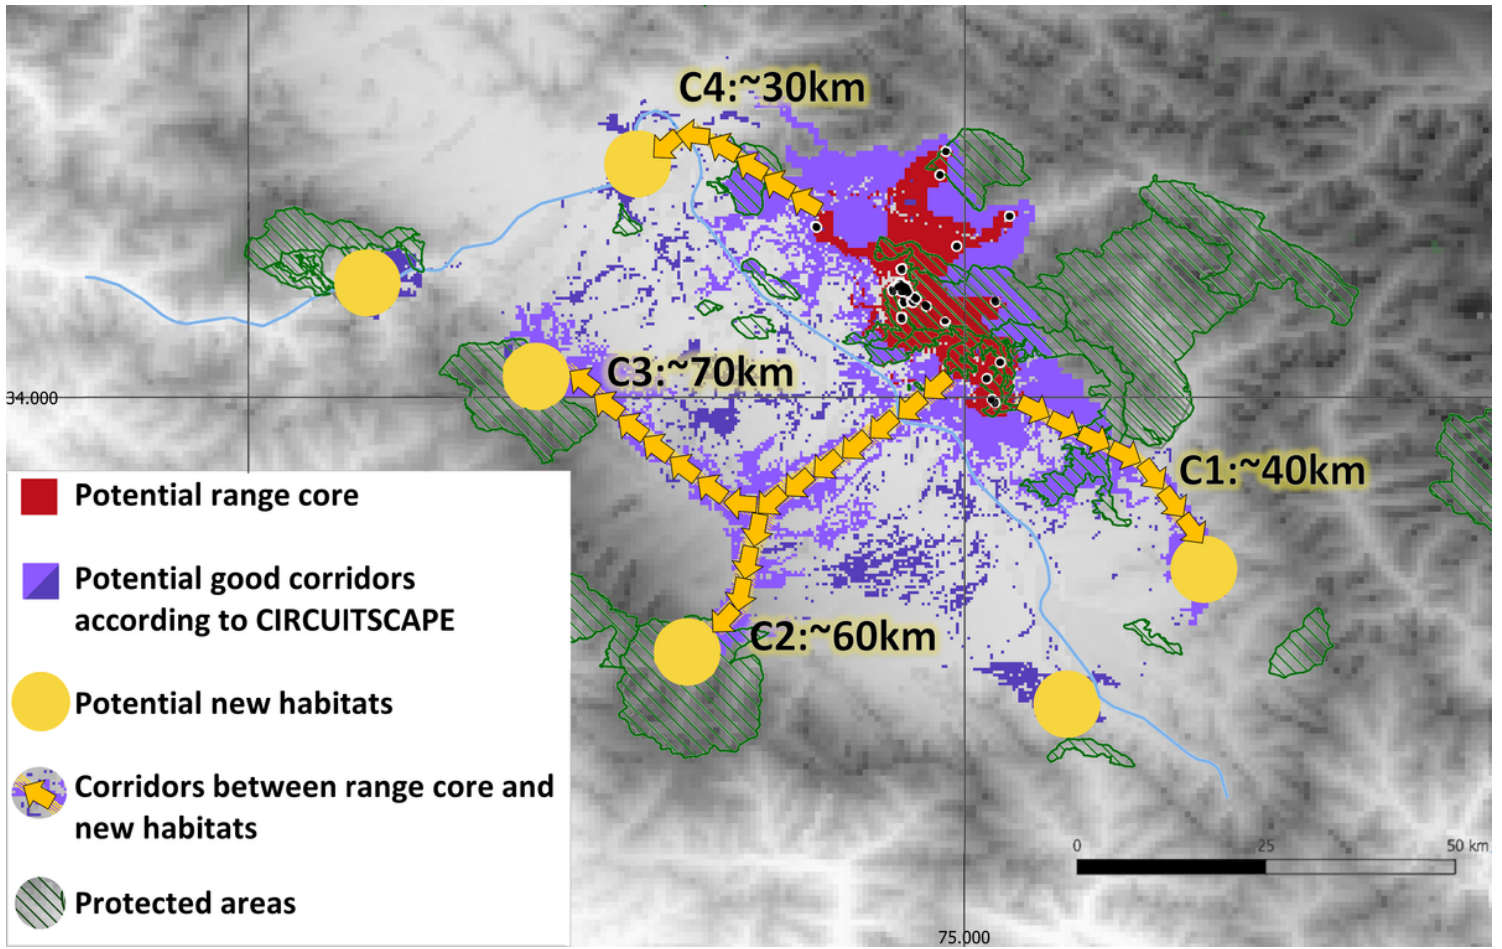 C4:~30km
C3:~70km
34.000
C1:~40km
Potential range core
Potential good corridors
according to CIRCUITSCAPE
C2:~60km
Potential new habitats
Corridors between range core and
new habitats
0 25 50 km
Protected areas
75.000